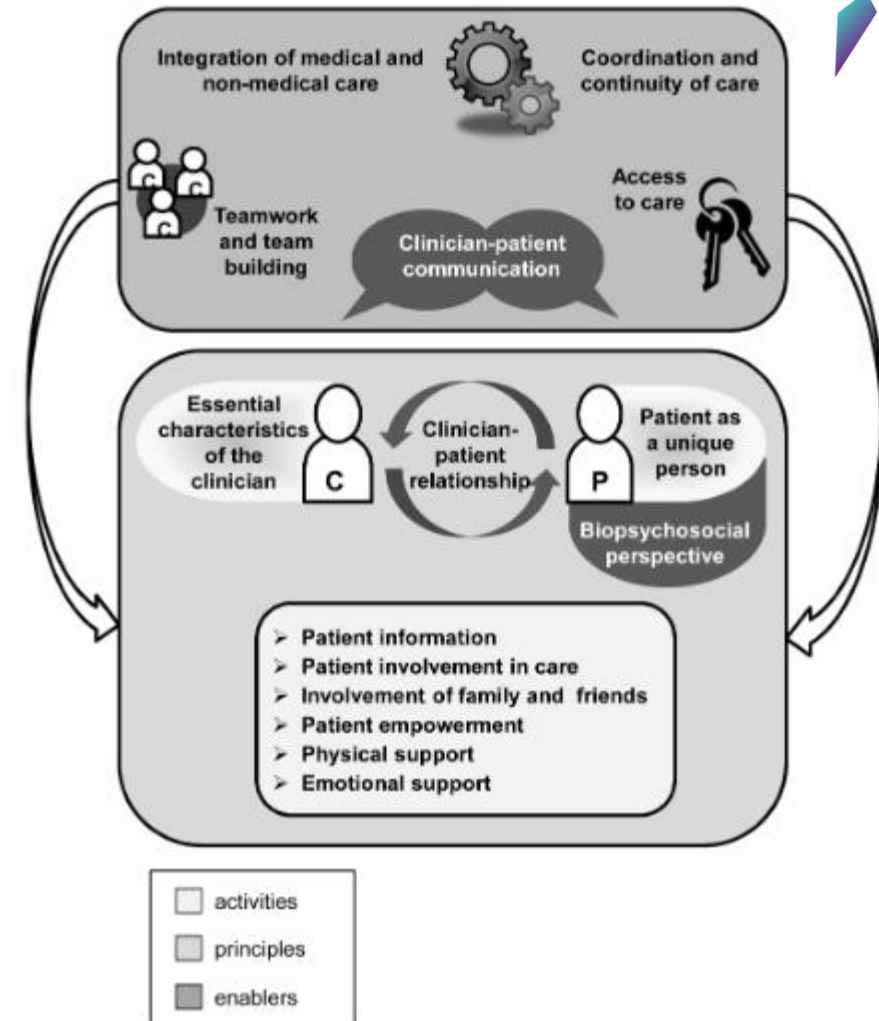 Integration of medical and
non-medical care
Coordination and
continuity of care
C
C
C
Teamwork
and team
building
Clinician-patient
communication
Access
to care
Essential
characteristics
of the
clinician
C
Clinician-
patient
relationship
P
Patient as
a unique
person
Biopsychosocial
perspective
➢ Patient information
➢ Patient involvement in care
➢ Involvement of family and friends
➢ Patient empowerment
➢ Physical support
➢ Emotional support
activities
principles
enablers